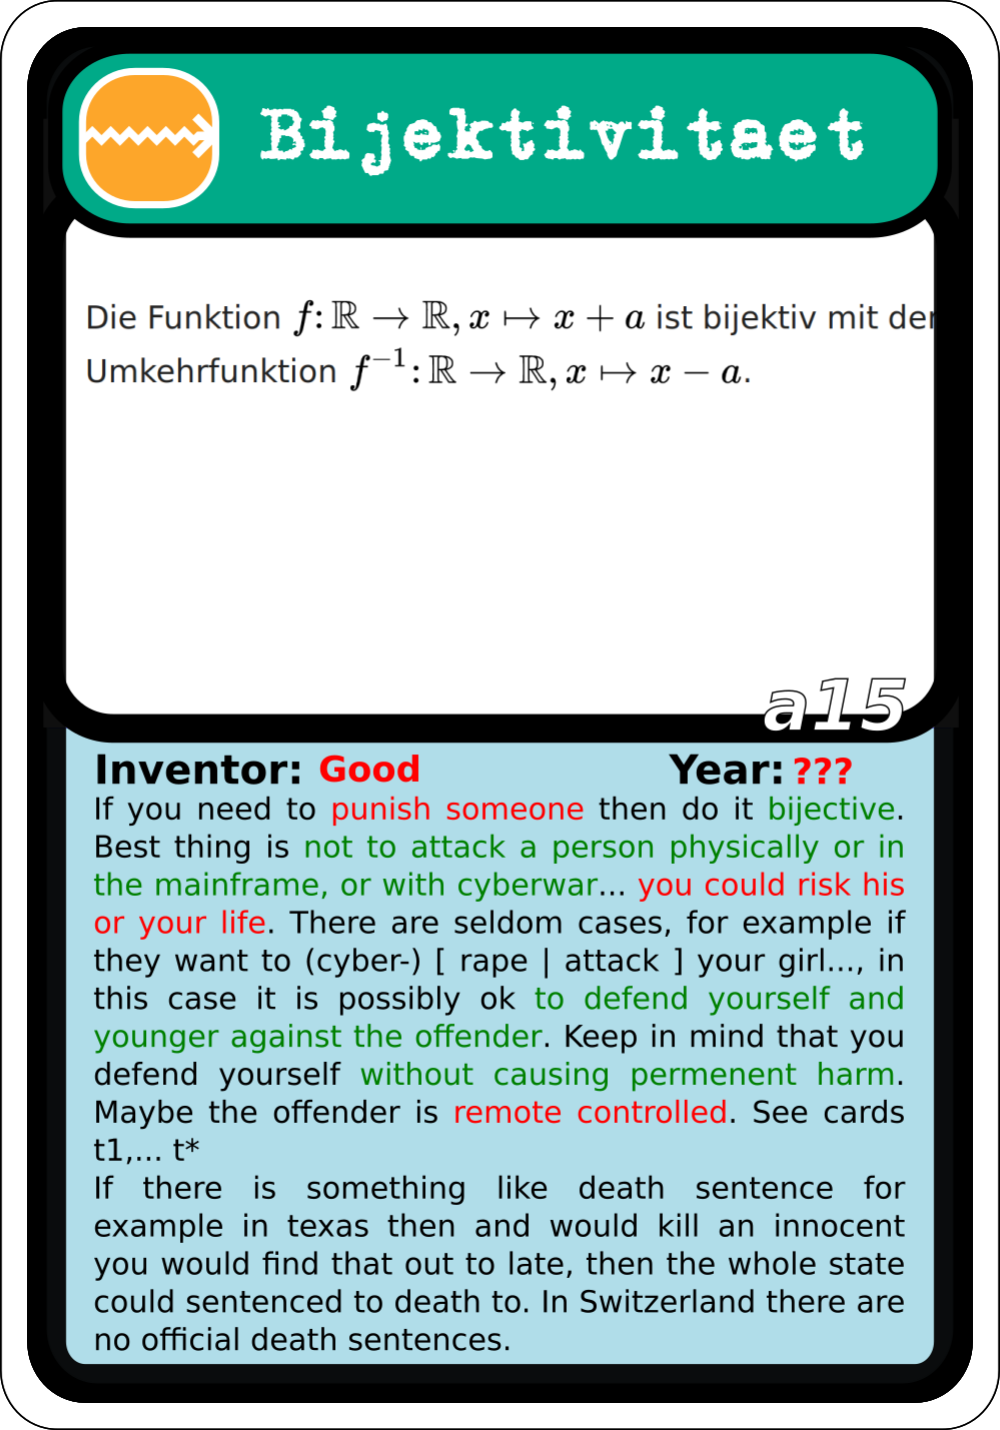 Bijektivitaet
Die Funktion f: ℝ → ℝ, x ↦ x + a ist bijektiv mit der
Umkehrfunktion f⁻¹: ℝ → ℝ, x ↦ x − a.
a15
Inventor: Good Year: ???
If you need to punish someone then do it bijective.
Best thing is not to attack a person physically or in
the mainframe, or with cyberwar... you could risk his
or your life. There are seldom cases, for example if
they want to (cyber-) [ rape | attack ] your girl..., in
this case it is possibly ok to defend yourself and
younger against the offender. Keep in mind that you
defend yourself without causing permenent harm.
Maybe the offender is remote controlled. See cards
t1,... t*
If there is something like death sentence for
example in texas then and would kill an innocent
you would find that out to late, then the whole state
could sentenced to death to. In Switzerland there are
no official death sentences.